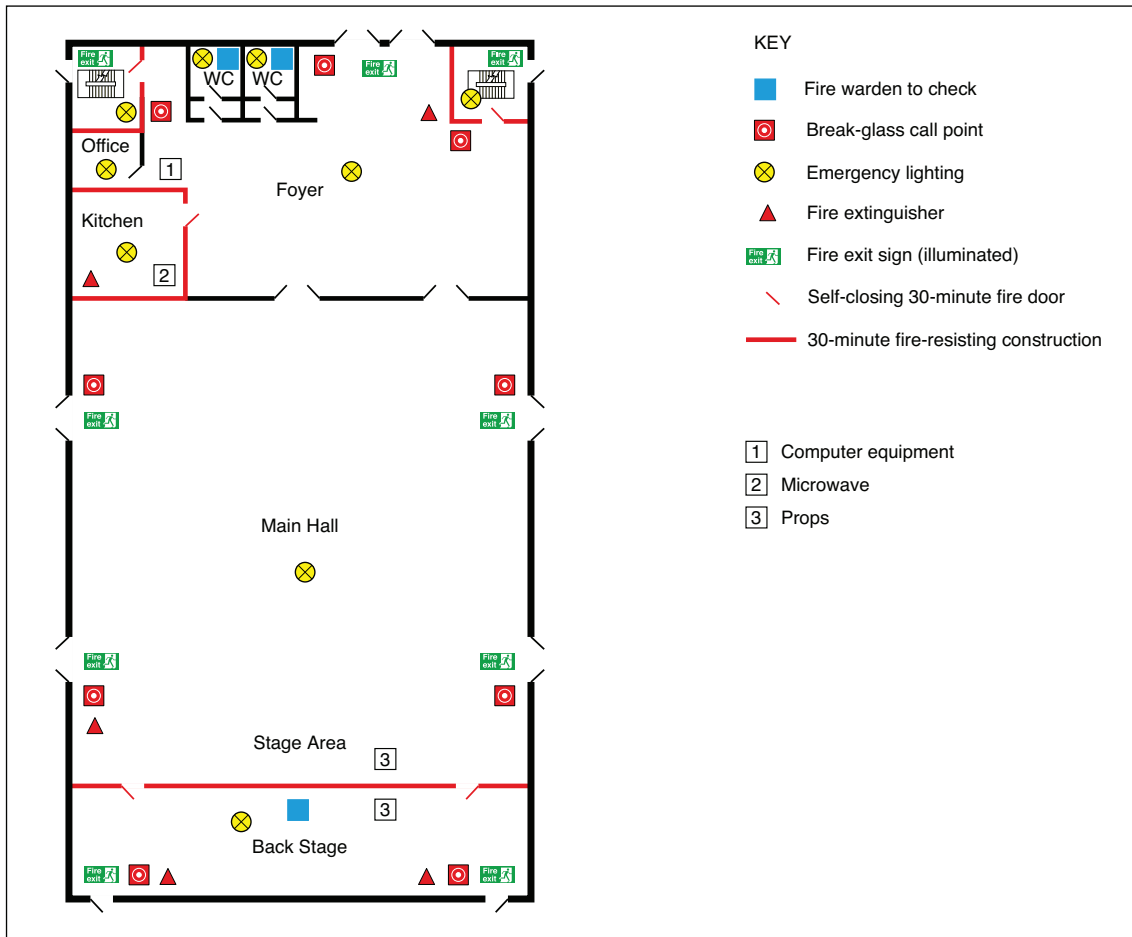 Fire
exit
Fire
exit
Fire
exit
WC
WC
Office
1
Foyer
Kitchen
2
Fire
exit
Fire
exit
Main Hall
Fire
exit
Fire
exit
Stage Area
3
3
Back Stage
Fire
exit
Fire
exit
KEY
Fire warden to check
Break-glass call point
Emergency lighting
Fire extinguisher
Fire
exit
Fire exit sign (illuminated)
Self-closing 30-minute fire door
30-minute fire-resisting construction
1 Computer equipment
2 Microwave
3 Props